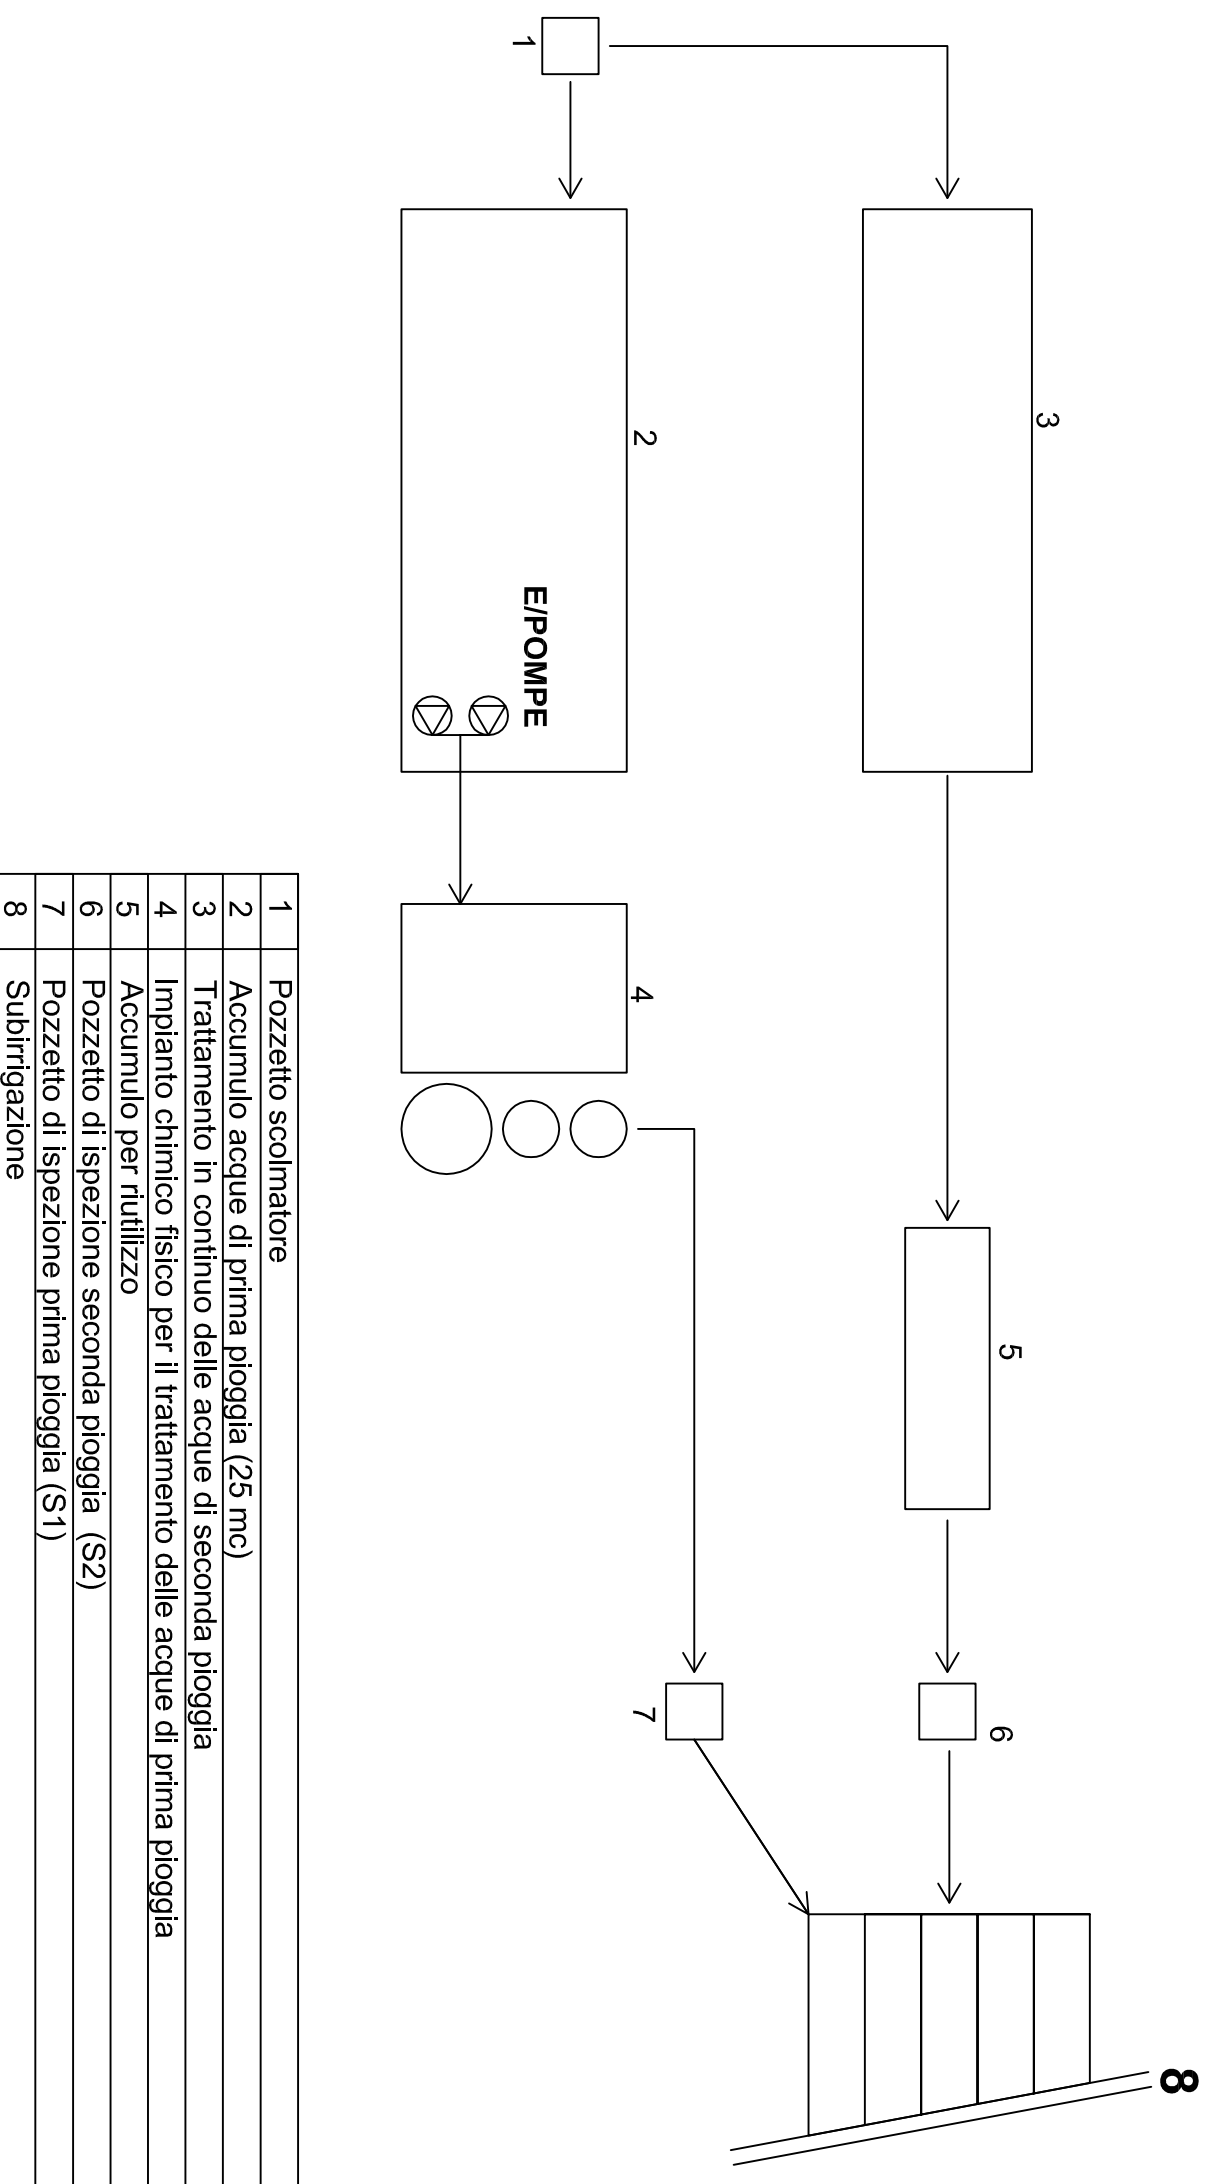 8
3
5
6
2
4
7
1
E/POMPE
1 Pozzetto scolmatore
2 Accumulo acque di prima pioggia (25 mc)
3 Trattamento in continuo delle acque di seconda pioggia
4 Impianto chimico fisico per il trattamento delle acque di prima pioggia
5 Accumulo per riutilizzo
6 Pozzetto di ispezione seconda pioggia (S2)
7 Pozzetto di ispezione prima pioggia (S1)
8 Subirrigazione